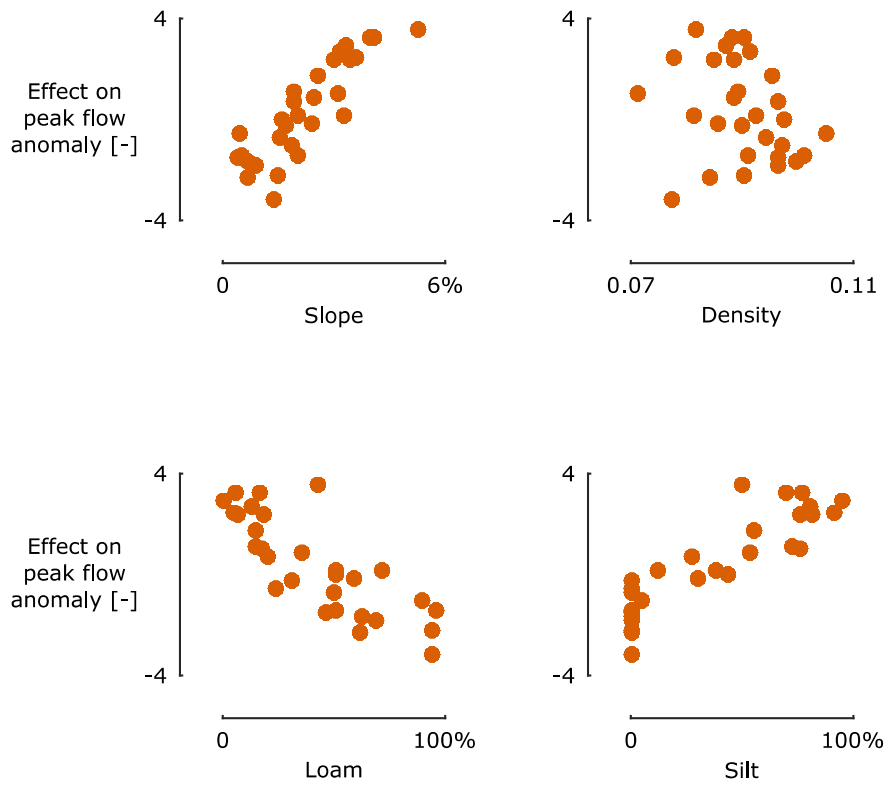 4
Effect on
peak flow
anomaly [-]
-4
0
6%
Slope
4
-4
0.07
0.11
Density
4
Effect on
peak flow
anomaly [-]
-4
0
100%
Loam
4
-4
0
100%
Silt